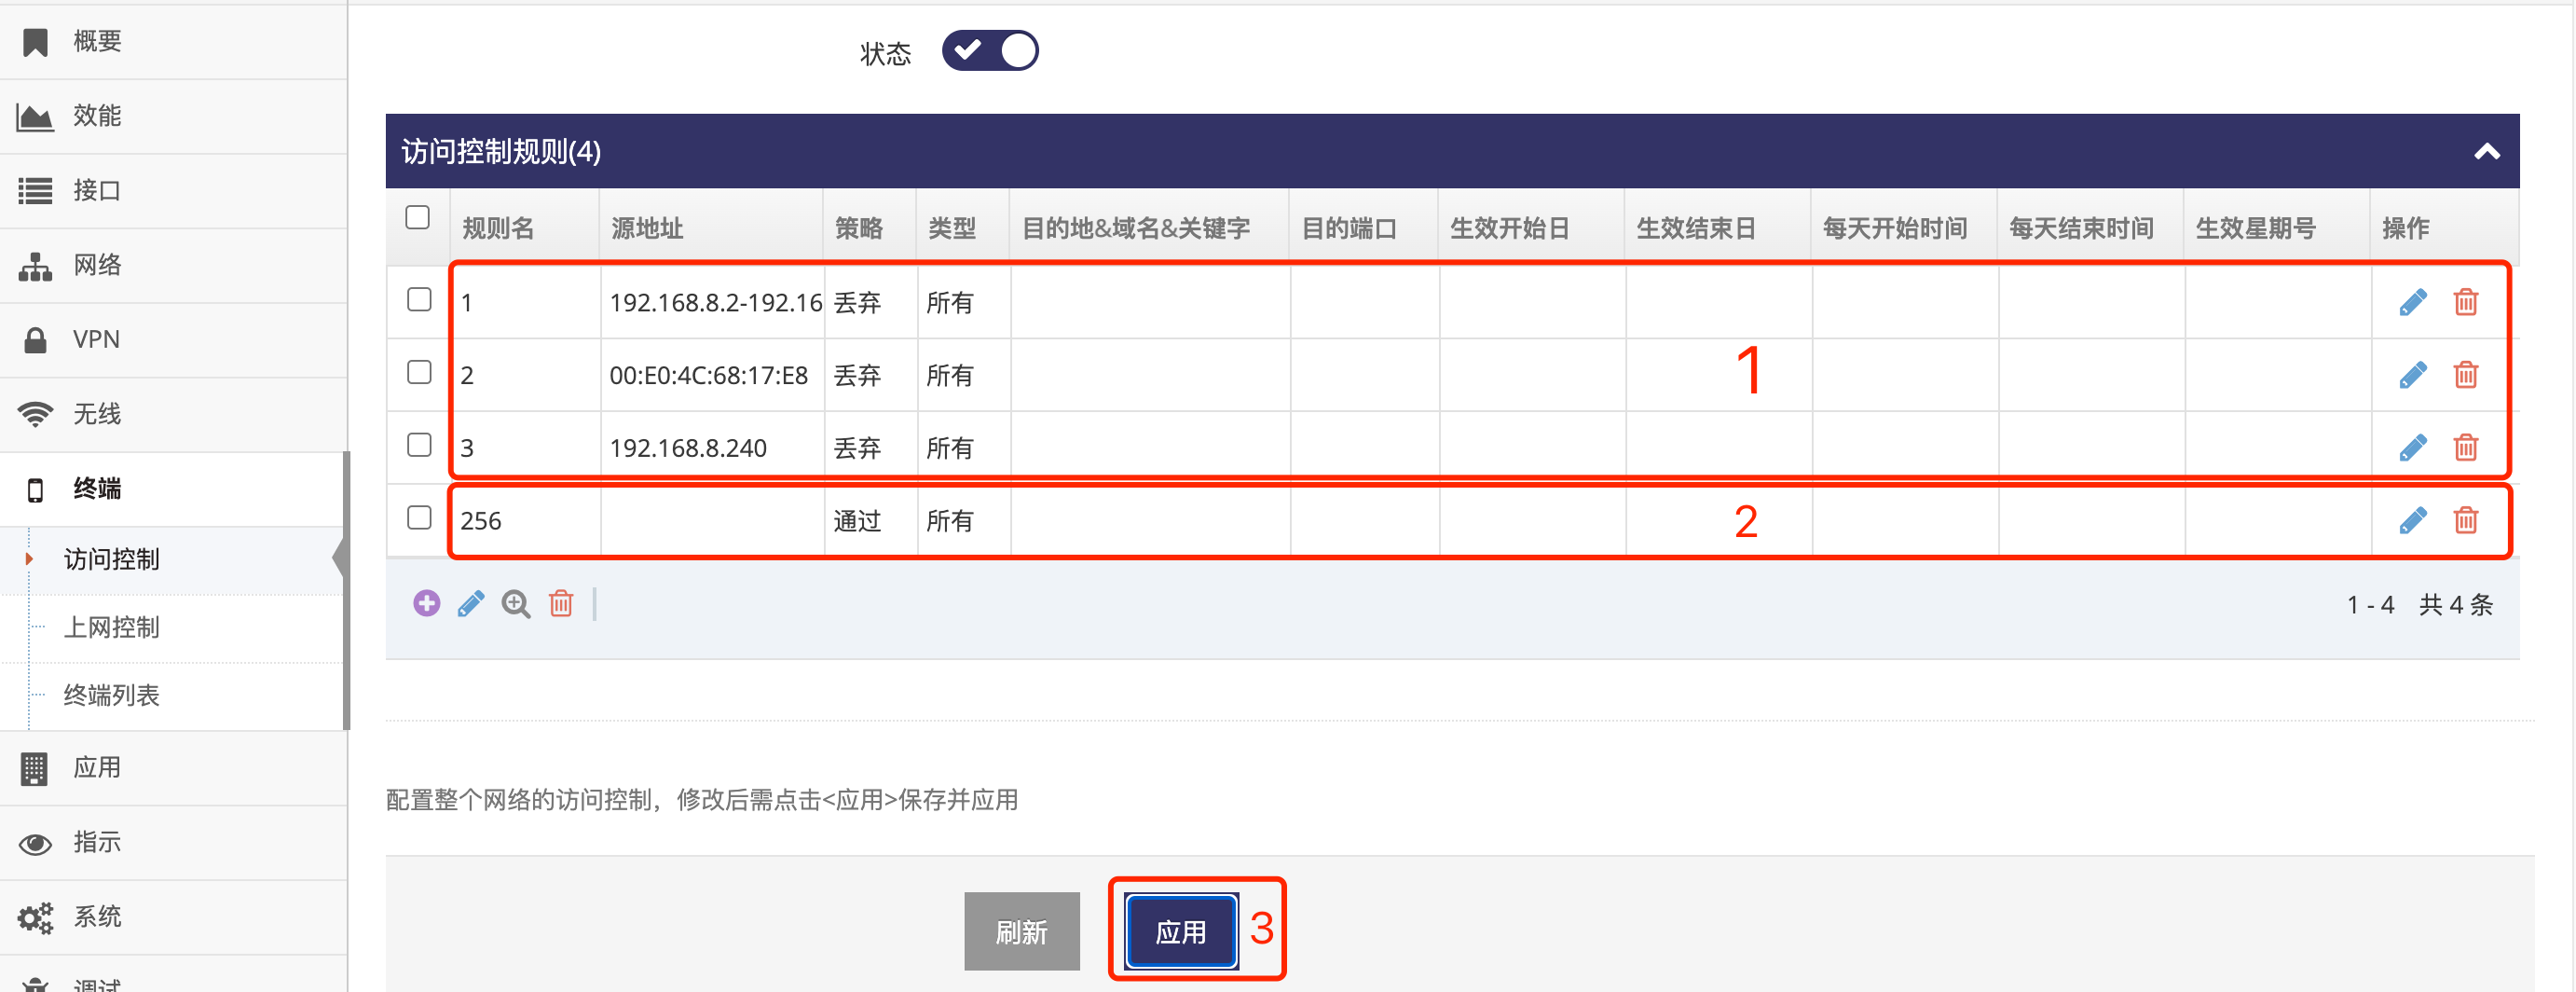 概要
效能
接口
网络
VPN
无线
终端
访问控制
上网控制
终端列表
应用
指示
系统
调试
状态
访问控制规则(4)
规则名 源地址 策略 类型 目的地&域名&关键字 目的端口 生效开始日 生效结束日 每天开始时间 每天结束时间 生效星期号 操作
1 192.168.8.2-192.16 丢弃 所有
2 00:E0:4C:68:17:E8 丢弃 所有
1
3 192.168.8.240 丢弃 所有
256 通过 所有
2
1 - 4 共 4 条
配置整个网络的访问控制，修改后需点击<应用>保存并应用
刷新 应用 3